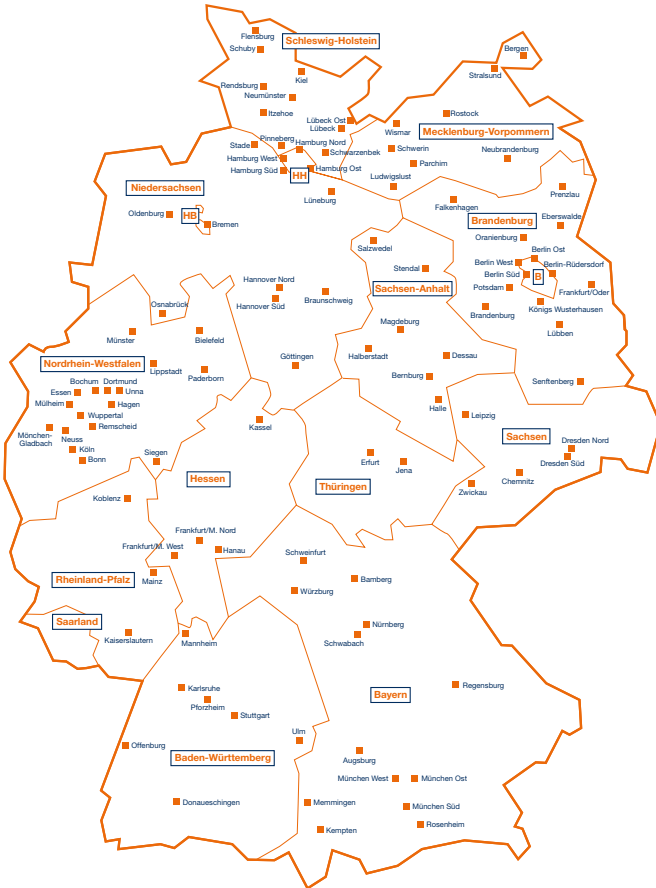 Flensburg
Schleswig-Holstein
Schuby
Bergen
Stralsund
Kiel
Rendsburg
Neumünster
Itzehoe
Rostock
Lübeck Ost
Lübeck
Wismar
Mecklenburg-Vorpommern
Pinneberg
Hamburg Nord
Stade
Schwarzenbek
Schwerin
Neubrandenburg
Hamburg West
Parchim
Hamburg Süd
HH
Hamburg Ost
Ludwigslust
Niedersachsen
Lüneburg
Prenzlau
Falkenhagen
Oldenburg
HB
Bremen
Brandenburg
Eberswalde
Oranienburg
Salzwedel
Berlin Ost
Berlin West
Berlin-Rüdersdorf
Stendal
Berlin Süd
B
Hannover Nord
Sachsen-Anhalt
Potsdam
Frankfurt/Oder
Hannover Süd
Braunschweig
Osnabrück
Brandenburg
Königs Wusterhausen
Magdeburg
Münster
Bielefeld
Lübben
Halberstadt
Dessau
Nordrhein-Westfalen
Göttingen
Lippstadt
Paderborn
Bernburg
Senftenberg
Bochum
Dortmund
Essen
Unna
Halle
Mülheim
Hagen
Wuppertal
Leipzig
Kassel
Remscheid
Mönchen-
Gladbach
Neuss
Sachsen
Dresden Nord
Köln
Siegen
Erfurt
Jena
Dresden Süd
Bonn
Hessen
Thüringen
Chemnitz
Zwickau
Koblenz
Frankfurt/M. Nord
Frankfurt/M. West
Hanau
Schweinfurt
Rheinland-Pfalz
Mainz
Bamberg
Würzburg
Saarland
Nürnberg
Kaiserslautern
Mannheim
Schwabach
Karlsruhe
Regensburg
Bayern
Pforzheim
Stuttgart
Ulm
Offenburg
Baden-Württemberg
Augsburg
München West
München Ost
Donaueschingen
Memmingen
München Süd
Kempten
Rosenheim